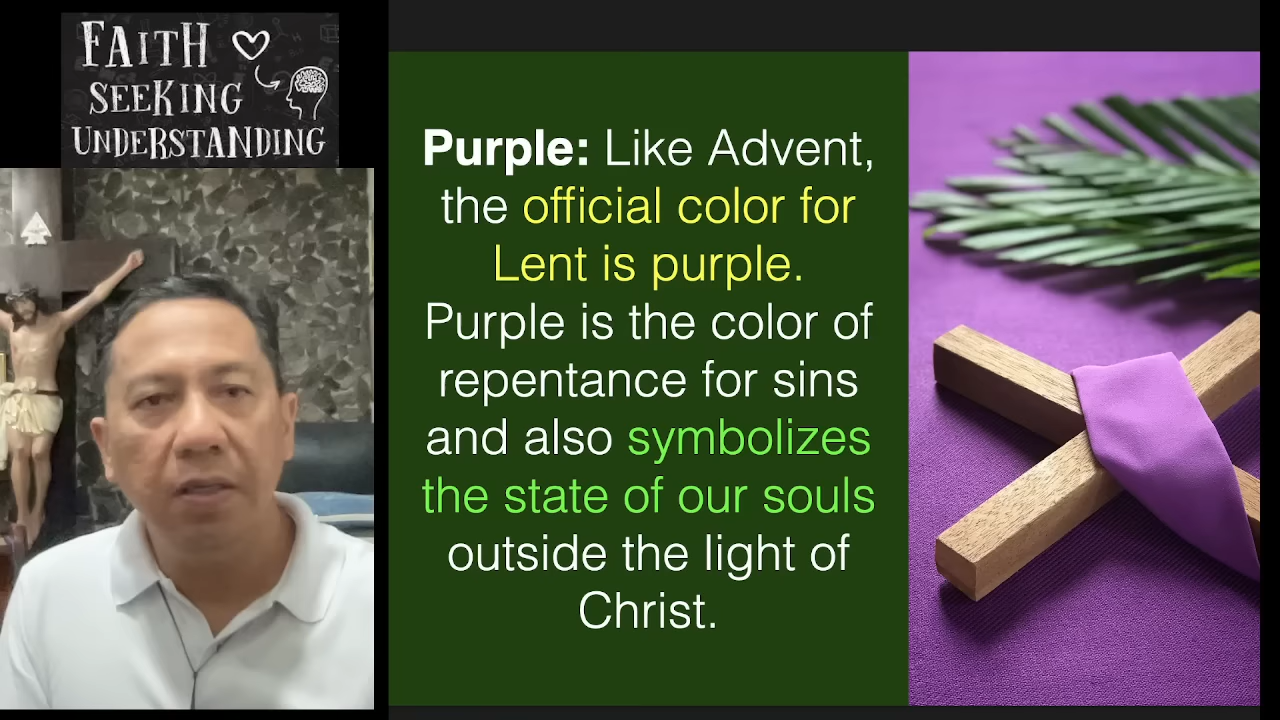 FAITH
SEEKING
UNDERSTANDING
Purple: Like Advent,
the official color for
Lent is purple.
Purple is the color of
repentance for sins
and also symbolizes
the state of our souls
outside the light of
Christ.